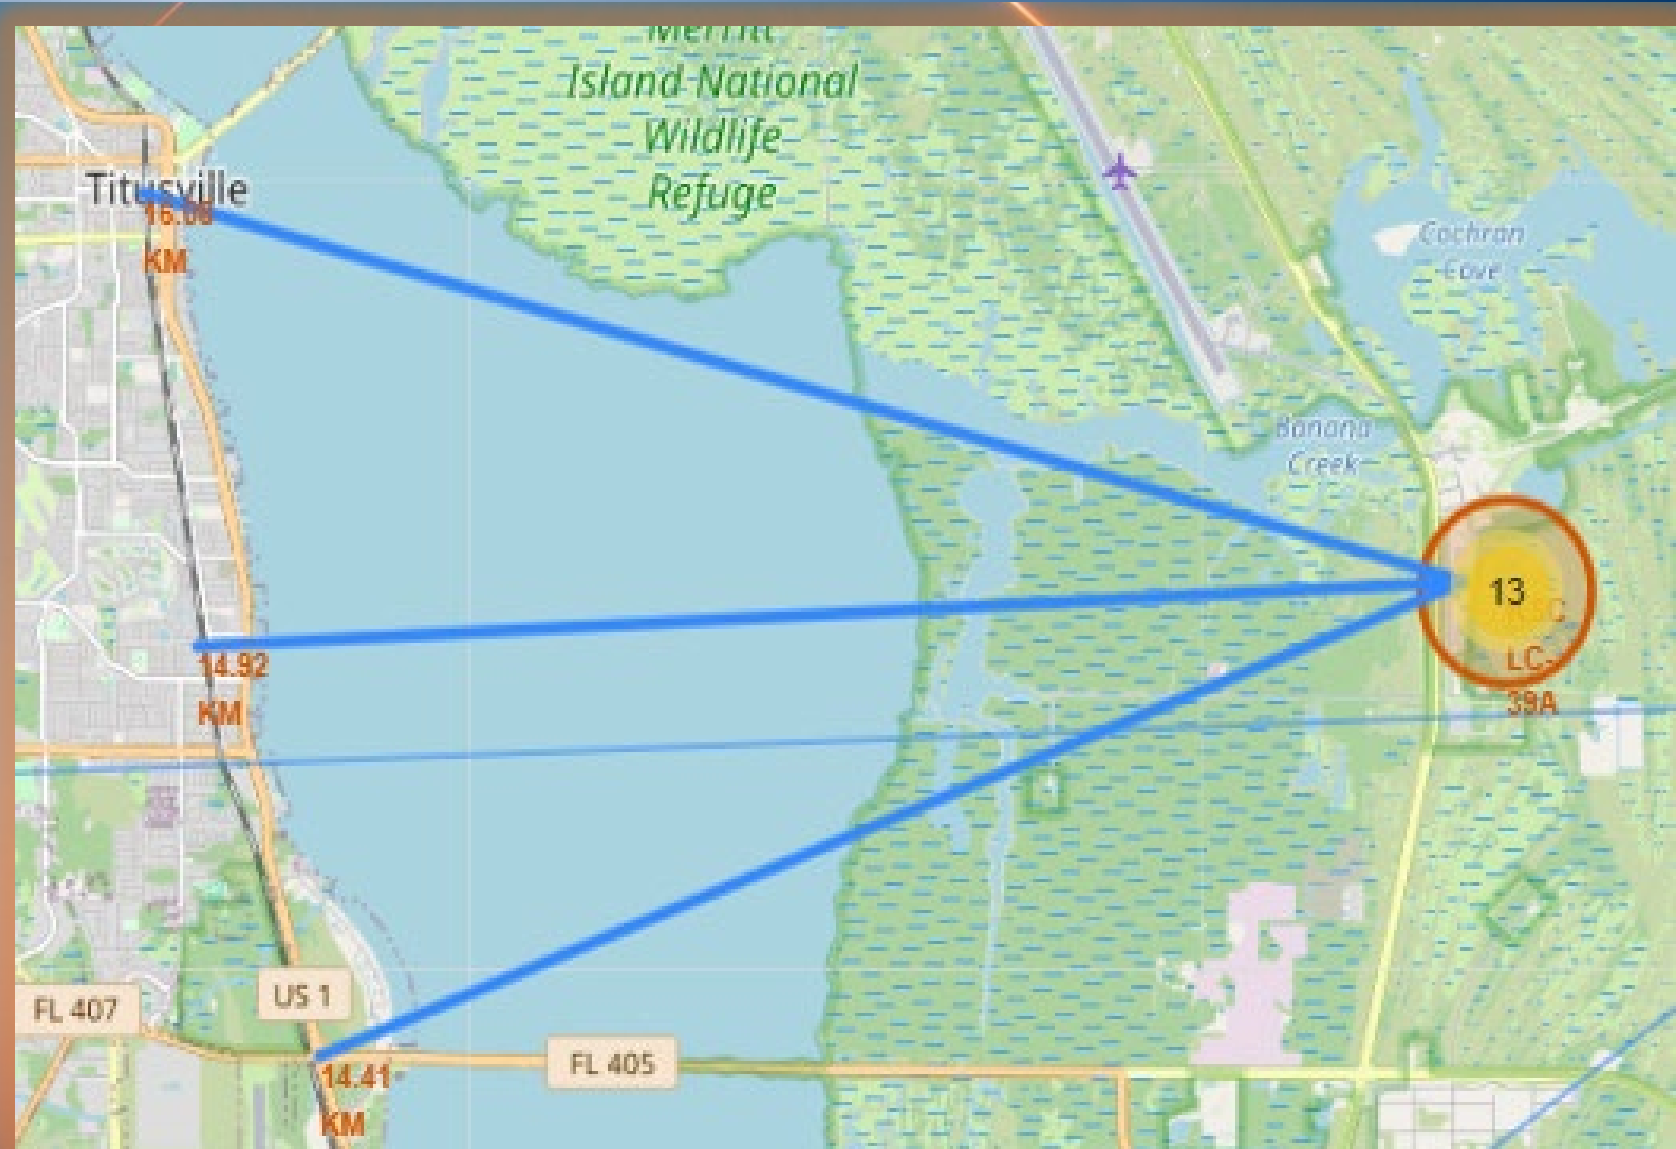 Merritt
Island National
Wildlife
Refuge
Titusville
KM
Cochran
Cove
Banana
Creek
13
LC-
39A
14.92
KM
US 1
FL 407
FL 405
14.41
KM